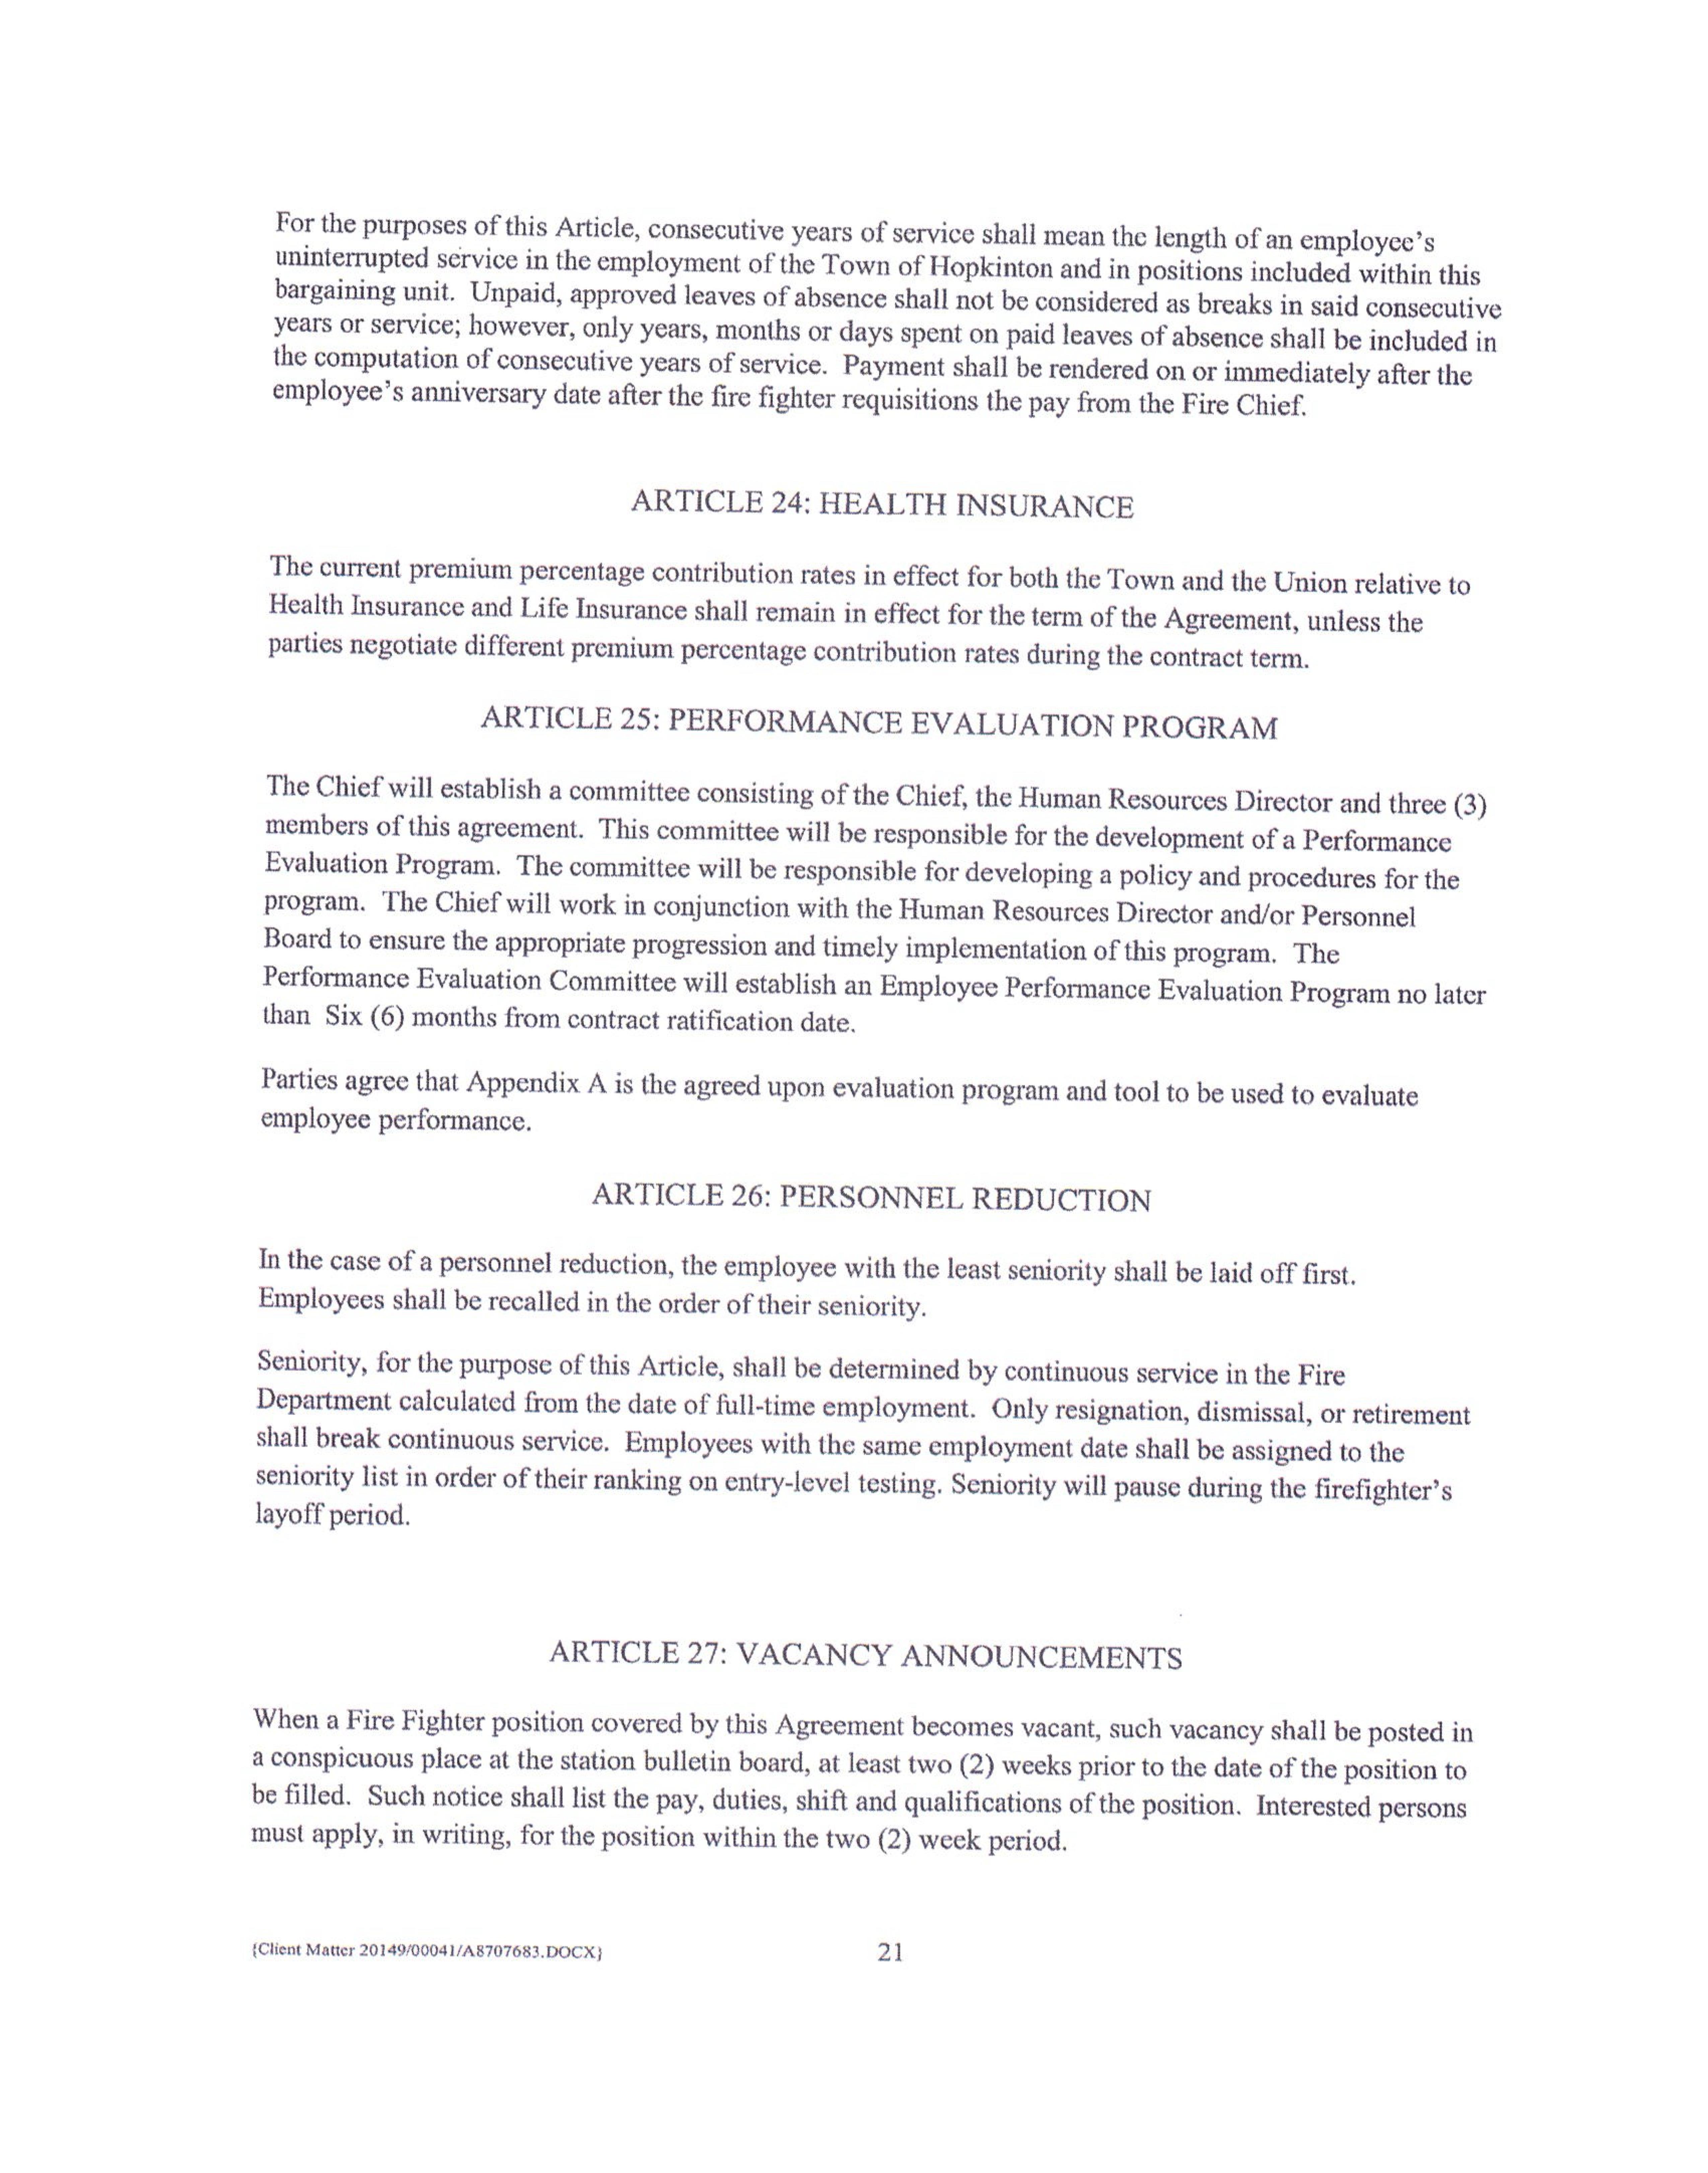 For the purposes of this Article, consecutive years of service shall mean the length of an employee's
uninterrupted service in the employment of the Town of Hopkinton and in positions included within this
bargaining unit. Unpaid, approved leaves of absence shall not be considered as breaks in said consecutive
years or service; however, only years, months or days spent on paid leaves of absence shall be included in
the computation of consecutive years of service. Payment shall be rendered on or immediately after the
employee's anniversary date after the fire fighter requisitions the pay from the Fire Chief.
ARTICLE 24: HEALTH INSURANCE
The current premium percentage contribution rates in effect for both the Town and the Union relative to
Health Insurance and Life Insurance shall remain in effect for the term of the Agreement, unless the
parties negotiate different premium percentage contribution rates during the contract term.
ARTICLE 25: PERFORMANCE EVALUATION PROGRAM
The Chief will establish a committee consisting of the Chief, the Human Resources Director and three (3)
members of this agreement. This committee will be responsible for the development of a Performance
Evaluation Program. The committee will be responsible for developing a policy and procedures for the
program. The Chief will work in conjunction with the Human Resources Director and/or Personnel
Board to ensure the appropriate progression and timely implementation of this program. The
Performance Evaluation Committee will establish an Employee Performance Evaluation Program no later
than Six (6) months from contract ratification date.
Parties agree that Appendix A is the agreed upon evaluation program and tool to be used to evaluate
employee performance.
ARTICLE 26: PERSONNEL REDUCTION
In the case of a personnel reduction, the employee with the least seniority shall be laid off first.
Employees shall be recalled in the order of their seniority.
Seniority, for the purpose of this Article, shall be determined by continuous service in the Fire
Department calculated from the date of full-time employment. Only resignation, dismissal, or retirement
shall break continuous service. Employees with the same employment date shall be assigned to the
seniority list in order of their ranking on entry-level testing. Seniority will pause during the firefighter's
layoff period.
ARTICLE 27: VACANCY ANNOUNCEMENTS
When a Fire Fighter position covered by this Agreement becomes vacant, such vacancy shall be posted in
a conspicuous place at the station bulletin board, at least two (2) weeks prior to the date of the position to
be filled. Such notice shall list the pay, duties, shift and qualifications of the position. Interested persons
must apply, in writing, for the position within the two (2) week period.
{Client Matter 20149/00041/A8707683.DOCX}
21